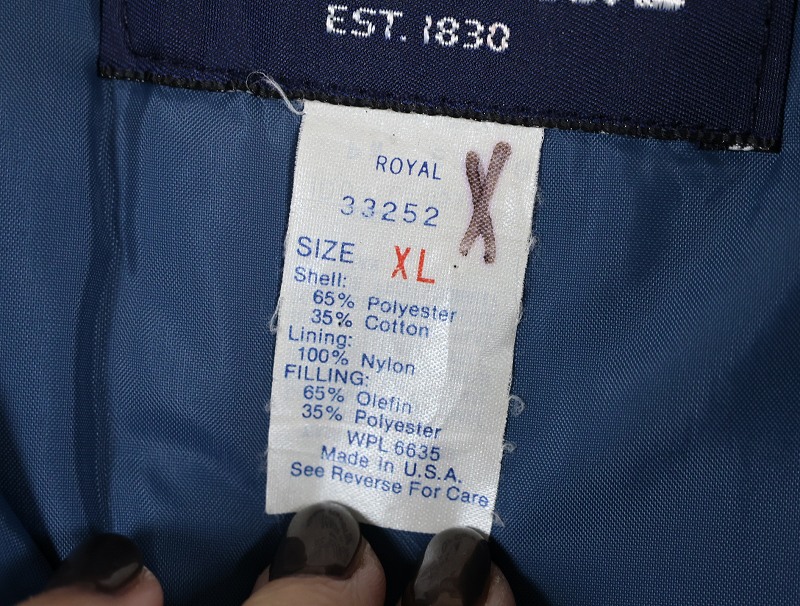 EST. 1830
ROYAL X
33252
SIZE XL
Shell:
65% Polyester
35% Cotton
Lining:
100% Nylon
FILLING:
65% Olefin
35% Polyester
WPL 6635
Made in U.S.A.
See Reverse For Care